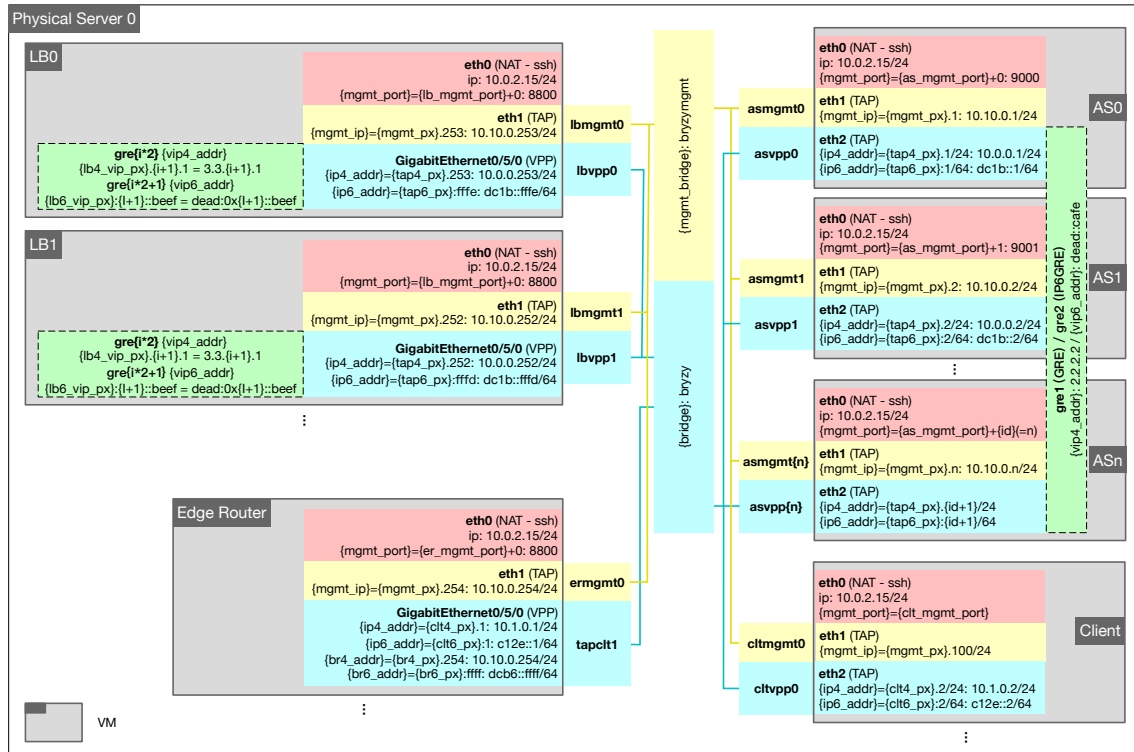 Physical Server 0
LB0
eth0 (NAT - ssh)
ip: 10.0.2.15/24
{mgmt_port}={lb_mgmt_port}+0: 8800
eth1 (TAP)
{mgmt_ip}={mgmt_px}.253: 10.10.0.253/24
GigabitEthernet0/5/0 (VPP)
{ip4_addr}={tap4_px}.253: 10.0.0.253/24
{ip6_addr}={tap6_px}:fffe: dc1b::fffe/64
gre{i*2} {vip4_addr}
{lb4_vip_px}.{i+1}.1 = 3.3.{i+1}.1
gre{i*2+1} {vip6_addr}
{lb6_vip_px}:{I+1}::beef = dead:0x{I+1}::beef
lbmgmt0
lbvpp0
LB1
eth0 (NAT - ssh)
ip: 10.0.2.15/24
{mgmt_port}={lb_mgmt_port}+0: 8800
eth1 (TAP)
{mgmt_ip}={mgmt_px}.252: 10.10.0.252/24
GigabitEthernet0/5/0 (VPP)
{ip4_addr}={tap4_px}.252: 10.0.0.252/24
{ip6_addr}={tap6_px}:fffd: dc1b::fffd/64
gre{i*2} {vip4_addr}
{lb4_vip_px}.{i+1}.1 = 3.3.{i+1}.1
gre{i*2+1} {vip6_addr}
{lb6_vip_px}:{I+1}::beef = dead:0x{I+1}::beef
lbmgmt1
lbvpp1
...
Edge Router
eth0 (NAT - ssh)
ip: 10.0.2.15/24
{mgmt_port}={er_mgmt_port}+0: 8800
eth1 (TAP)
{mgmt_ip}={mgmt_px}.254: 10.10.0.254/24
GigabitEthernet0/5/0 (VPP)
{ip4_addr}={clt4_px}.1: 10.1.0.1/24
{ip6_addr}={clt6_px}:1: c12e::1/64
{br4_addr}={br4_px}.254: 10.10.0.254/24
{br6_addr}={br6_px}:ffff: dcb6::ffff/64
ermgmt0
tapclt1
...
VM
{mgmt_bridge}: bryzymgmt
{bridge}: bryzy
asmgmt0
asvpp0
eth0 (NAT - ssh)
ip: 10.0.2.15/24
{mgmt_port}={as_mgmt_port}+0: 9000
eth1 (TAP)
{mgmt_ip}={mgmt_px}.1: 10.10.0.1/24
eth2 (TAP)
{ip4_addr}={tap4_px}.1/24: 10.0.0.1/24
{ip6_addr}={tap6_px}:1/64: dc1b::1/64
AS0
asmgmt1
asvpp1
eth0 (NAT - ssh)
ip: 10.0.2.15/24
{mgmt_port}={as_mgmt_port}+1: 9001
eth1 (TAP)
{mgmt_ip}={mgmt_px}.2: 10.10.0.2/24
eth2 (TAP)
{ip4_addr}={tap4_px}.2/24: 10.0.0.2/24
{ip6_addr}={tap6_px}:2/64: dc1b::2/64
AS1
...
asmgmt{n}
asvpp{n}
eth0 (NAT - ssh)
ip: 10.0.2.15/24
{mgmt_port}={as_mgmt_port}+{id}(=n)
eth1 (TAP)
{mgmt_ip}={mgmt_px}.n: 10.10.0.n/24
eth2 (TAP)
{ip4_addr}={tap4_px}.{id+1}/24
{ip6_addr}={tap6_px}:{id+1}/64
ASn
gre1 (GRE) / gre2 (IP6GRE)
{vip4_addr}: 2.2.2.2 / {vip6_addr}: dead::cafe
cltmgmt0
cltvpp0
eth0 (NAT - ssh)
ip: 10.0.2.15/24
{mgmt_port}={clt_mgmt_port}
eth1 (TAP)
{mgmt_ip}={mgmt_px}.100/24
eth2 (TAP)
{ip4_addr}={clt4_px}.2/24: 10.1.0.2/24
{ip6_addr}={clt6_px}:2/64: c12e::2/64
Client
...